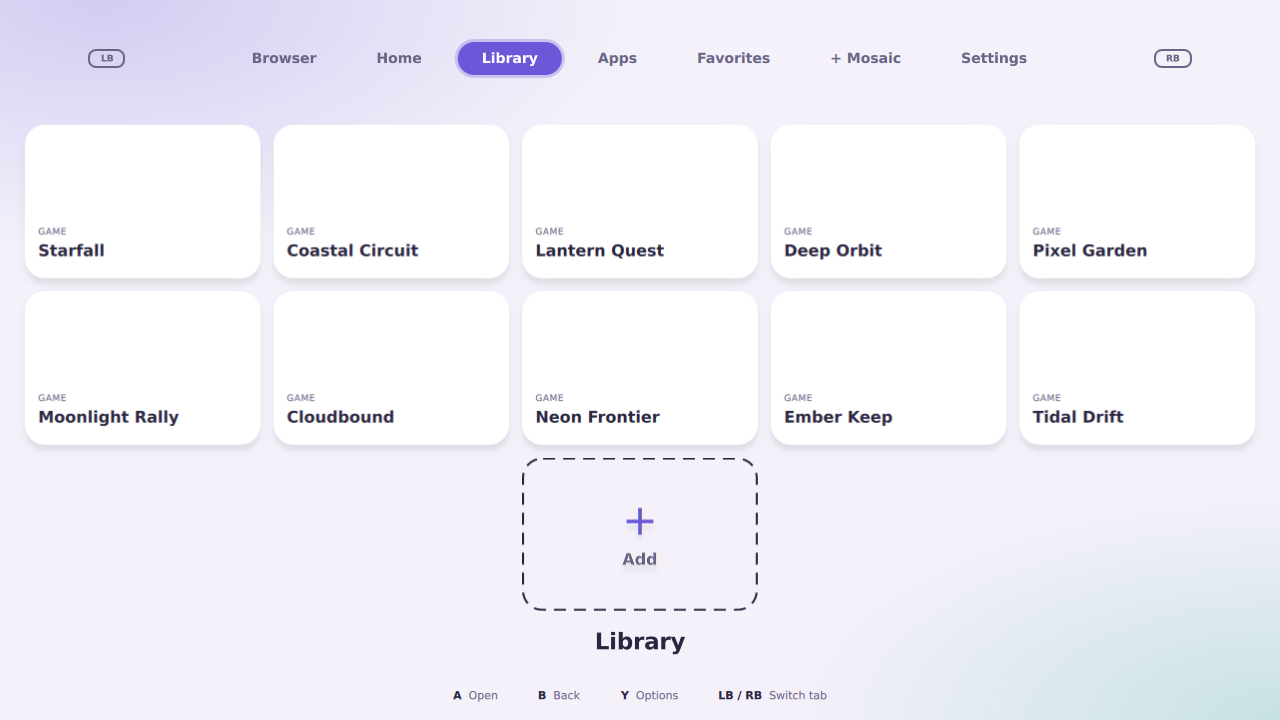 LB
Browser
Home
Library
Apps
Favorites
+ Mosaic
Settings
RB
GAME
Starfall
GAME
Coastal Circuit
GAME
Lantern Quest
GAME
Deep Orbit
GAME
Pixel Garden
GAME
Moonlight Rally
GAME
Cloudbound
GAME
Neon Frontier
GAME
Ember Keep
GAME
Tidal Drift
+
Add
Library
A Open
B Back
Y Options
LB / RB Switch tab